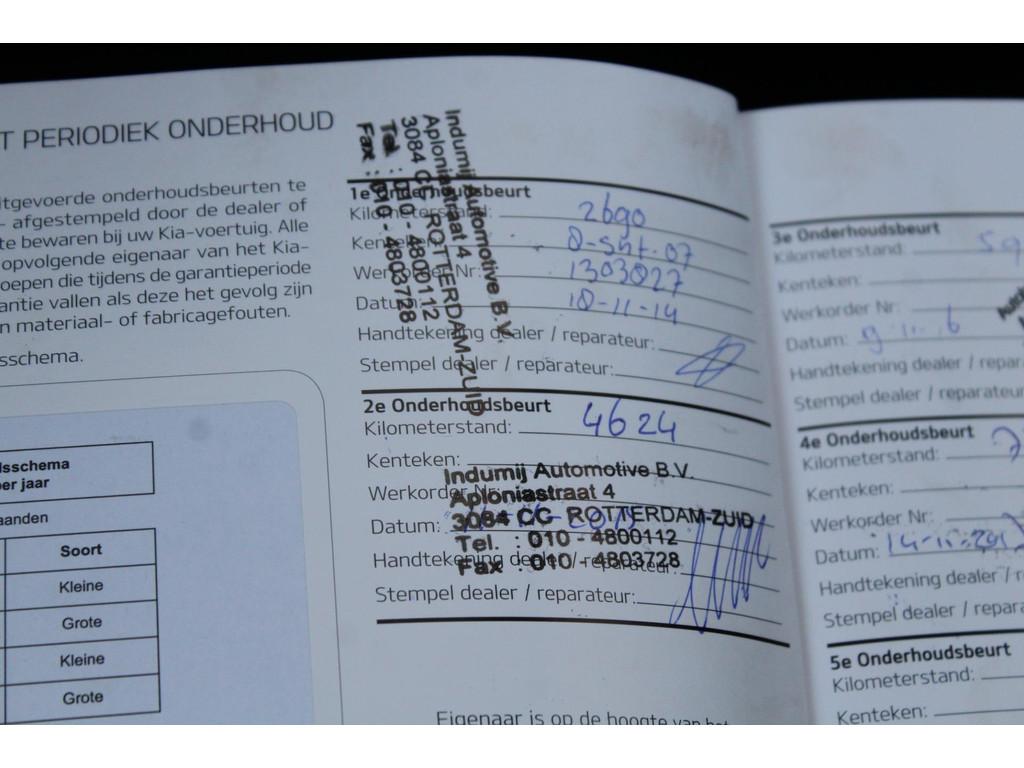 T PERIODIEK ONDERHOUD
itgevoerde onderhoudsbeurten te
- afgestempeld door de dealer of
te bewaren bij uw Kia-voertuig. Alle
opvolgende eigenaar van het Kia-
oepen die tijdens de garantieperiode
antie vallen als deze het gevolg zijn
n materiaal- of fabricagefouten.
sschema.
lsschema
er jaar
aanden
Soort
Kleine
Grote
Kleine
Grote
Indumij Automotive B.V.
Aploniastraat 4
3084 CC ROTTERDAM-ZUID
Tel. : 010 - 4800112
Fax : 010 - 4803728
1e Onderhoudsbeurt
Kilometerstand: 2690
Kenteken:
Werkorder Nr: 1303027
Datum: 18-11-14
Handtekening dealer / reparateur:
Stempel dealer / reparateur:
2e Onderhoudsbeurt
Kilometerstand: 4624
Kenteken:
Werkorder Nr:
Datum:
Handtekening dealer / reparateur:
Stempel dealer / reparateur:
Indumij Automotive B.V.
Aploniastraat 4
3084 CC ROTTERDAM-ZUID
Tel. : 010 - 4800112
Fax : 010 - 4803728
Eigenaar is op de hoogte van het
3e Onderhoudsbeurt
Kilometerstand: 59
Kenteken:
Werkorder Nr:
Datum:
Handtekening dealer / repar
Stempel dealer / reparateur
4e Onderhoudsbeurt
Kilometerstand:
Kenteken:
Werkorder Nr:
Datum:
Handtekening dealer / r
Stempel dealer / repara
5e Onderhoudsbeurt
Kilometerstand:
Kenteken: